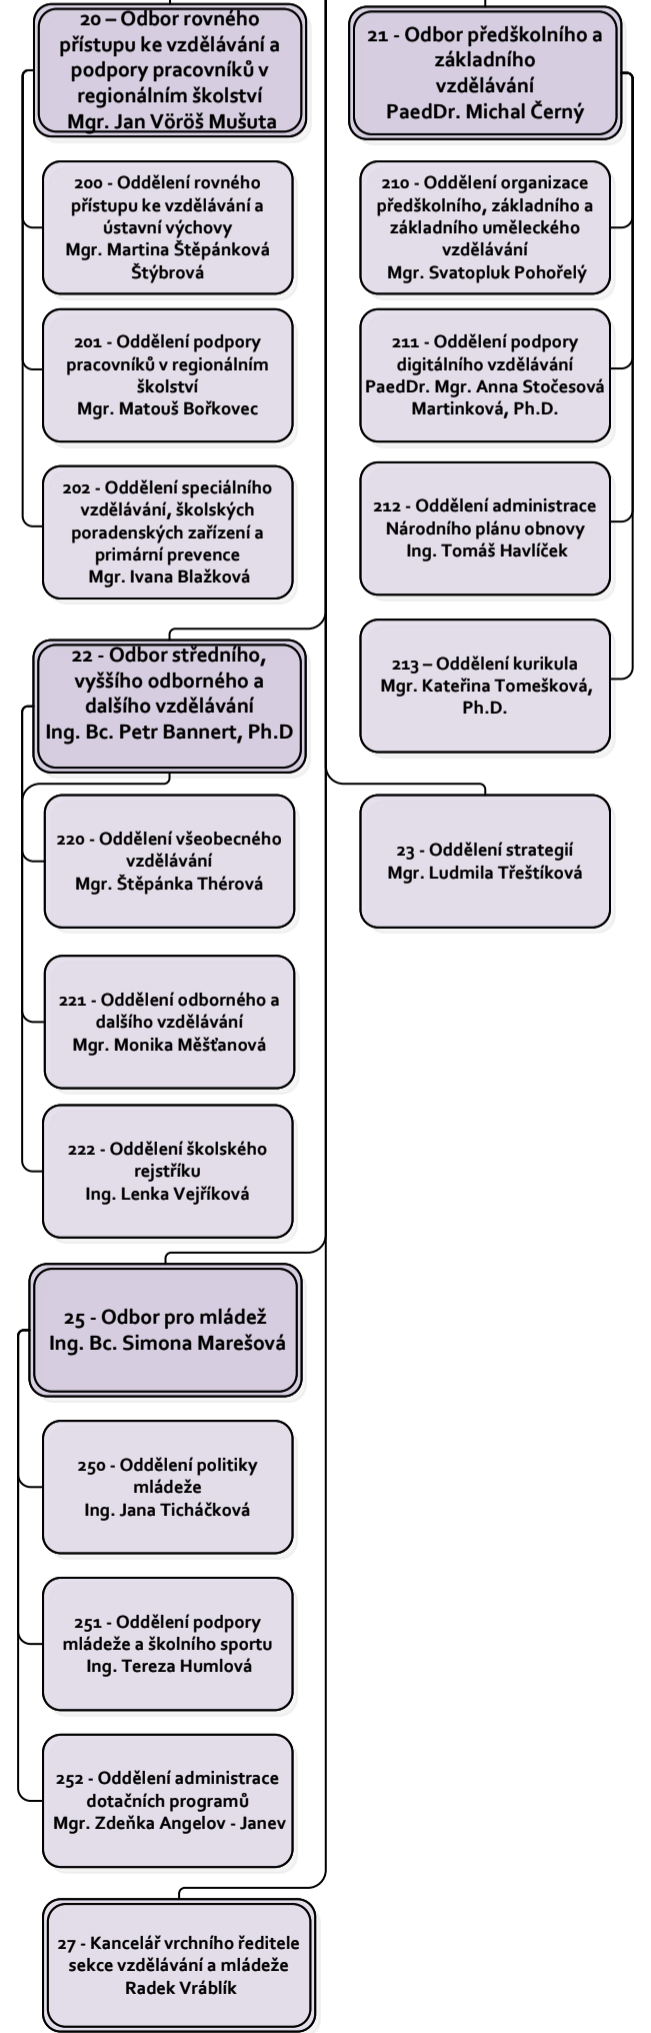 20 – Odbor rovného
přístupu ke vzdělávání a
podpory pracovníků v
regionálním školství
Mgr. Jan Vöröš Mušuta
21 - Odbor předškolního a
základního
vzdělávání
PaedDr. Michal Černý
200 - Oddělení rovného
přístupu ke vzdělávání a
ústavní výchovy
Mgr. Martina Štěpánková
Štýbrová
210 - Oddělení organizace
předškolního, základního a
základního uměleckého
vzdělávání
Mgr. Svatopluk Pohořelý
201 - Oddělení podpory
pracovníků v regionálním
školství
Mgr. Matouš Bořkovec
211 - Oddělení podpory
digitálního vzdělávání
PaedDr. Mgr. Anna Stočesová
Martinková, Ph.D.
202 - Oddělení speciálního
vzdělávání, školských
poradenských zařízení a
primární prevence
Mgr. Ivana Blažková
212 - Oddělení administrace
Národního plánu obnovy
Ing. Tomáš Havlíček
22 - Odbor středního,
vyššího odborného a
dalšího vzdělávání
Ing. Bc. Petr Bannert, Ph.D
213 – Oddělení kurikula
Mgr. Kateřina Tomešková,
Ph.D.
220 - Oddělení všeobecného
vzdělávání
Mgr. Štěpánka Thérová
23 - Oddělení strategií
Mgr. Ludmila Třeštíková
221 - Oddělení odborného a
dalšího vzdělávání
Mgr. Monika Měšťanová
222 - Oddělení školského
rejstříku
Ing. Lenka Vejříková
25 - Odbor pro mládež
Ing. Bc. Simona Marešová
250 - Oddělení politiky
mládeže
Ing. Jana Ticháčková
251 - Oddělení podpory
mládeže a školního sportu
Ing. Tereza Humlová
252 - Oddělení administrace
dotačních programů
Mgr. Zdeňka Angelov - Janev
27 - Kancelář vrchního ředitele
sekce vzdělávání a mládeže
Radek Vráblík